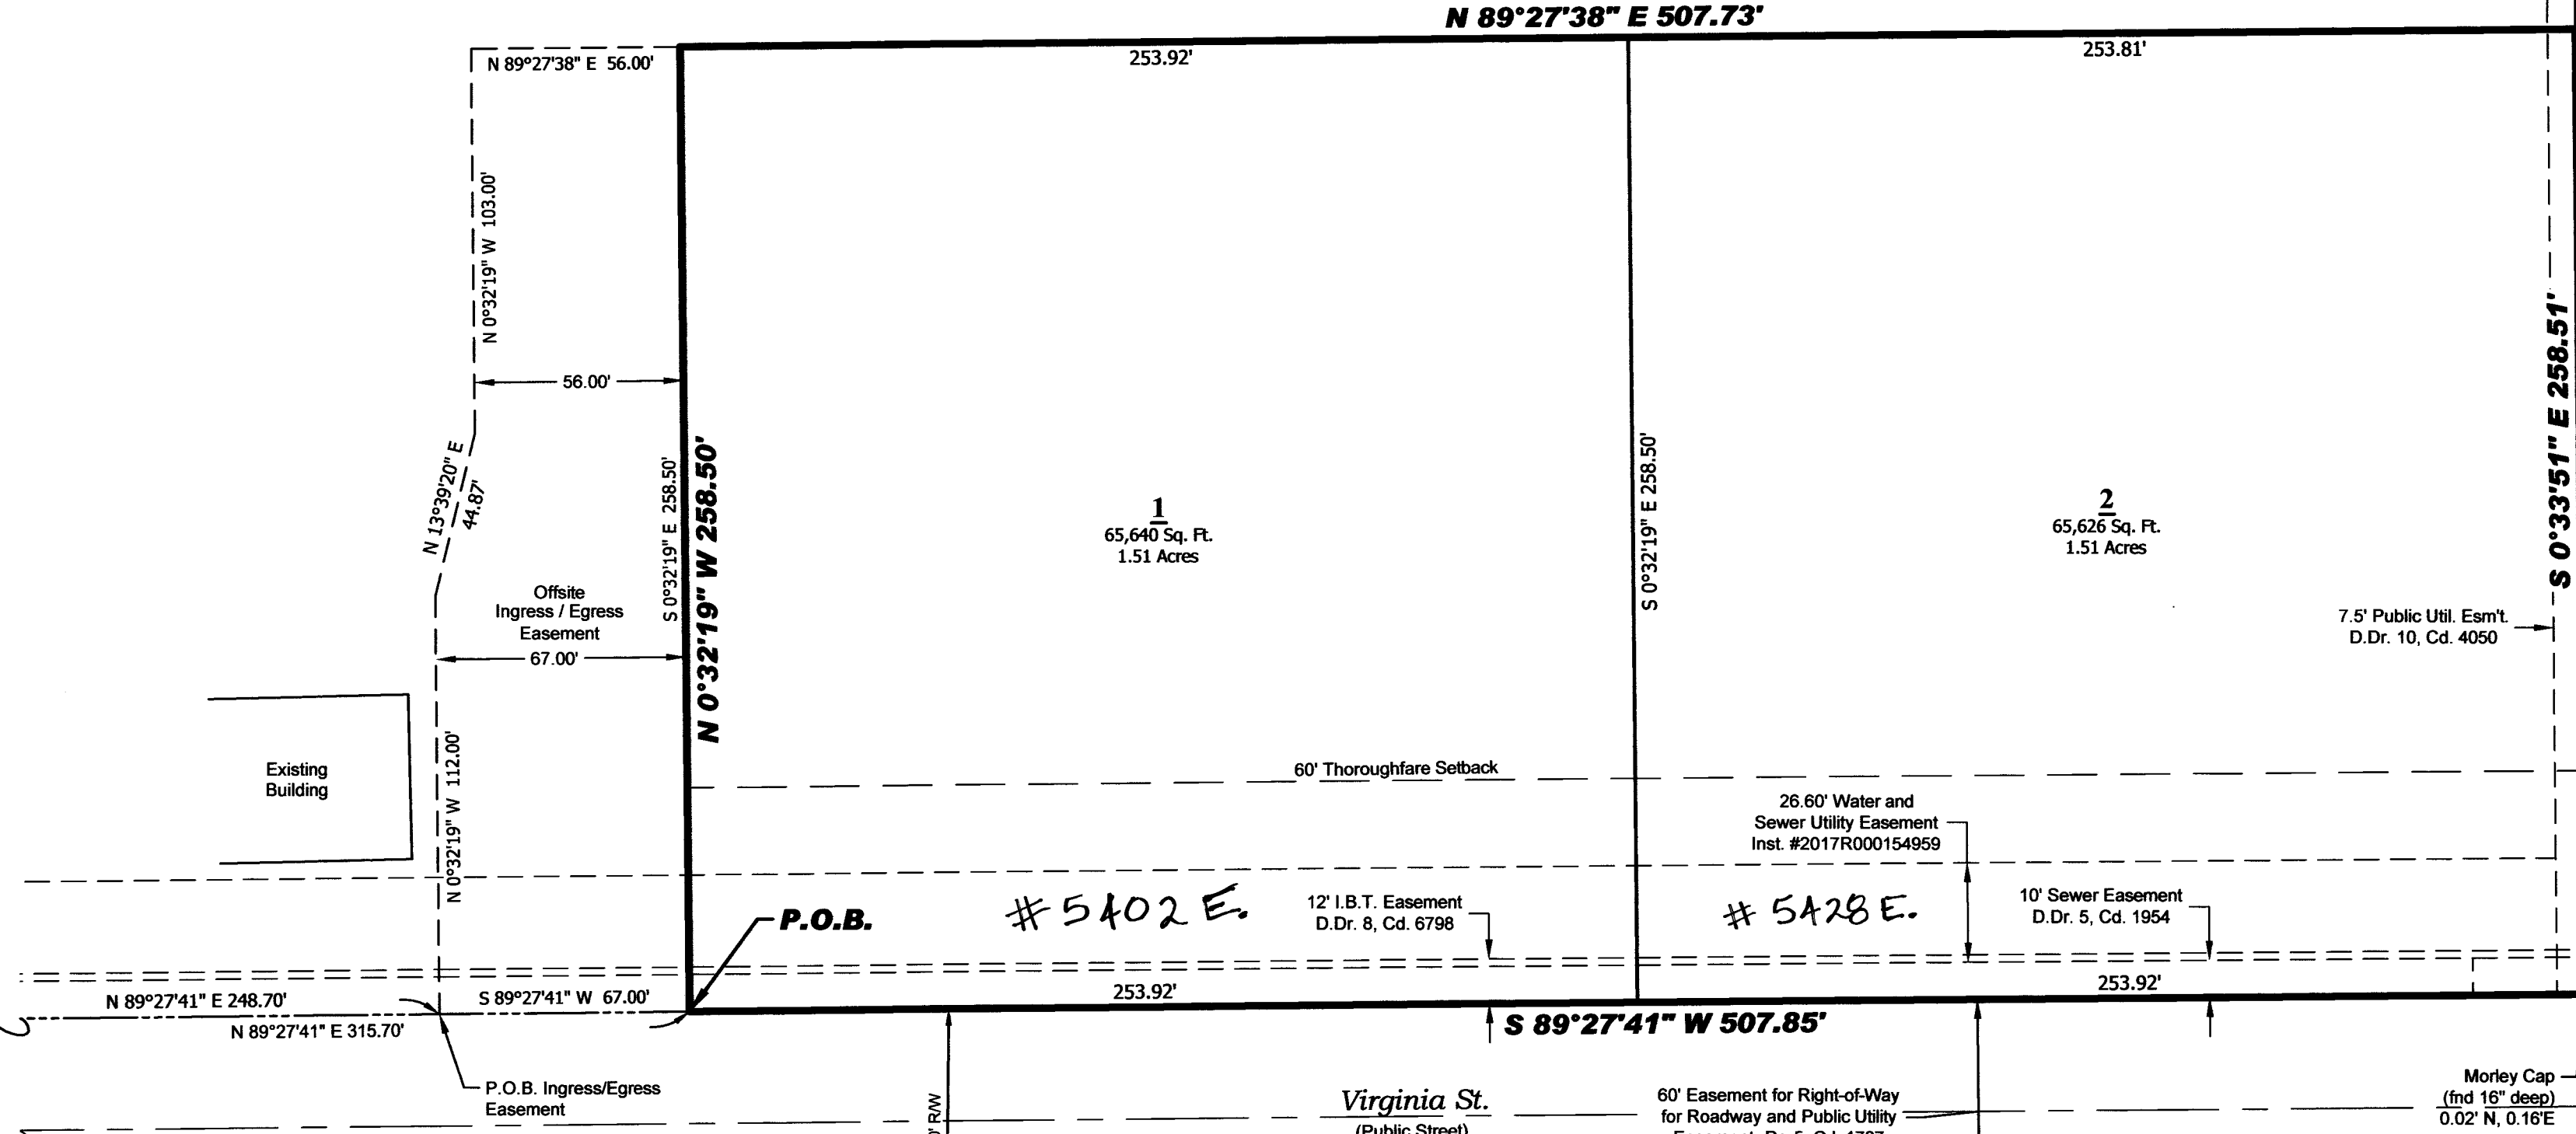 N 89°27'38" E 507.73'
N 89°27'38" E 56.00'
253.92'
253.81'
N 0°32'19" W 103.00'
56.00'
N 13°39'20" E
44.87'
S 0°32'19" E 258.50'
N 0°32'19" W 258.50'
1
65,640 Sq. Ft.
1.51 Acres
S 0°32'19" E 258.50'
2
65,626 Sq. Ft.
1.51 Acres
S 0°33'51" E 258.51'
7.5' Public Util. Esm't.
D.Dr. 10, Cd. 4050
Offsite
Ingress / Egress
Easement
67.00'
Existing
Building
N 0°32'19" W 112.00'
60' Thoroughfare Setback
26.60' Water and
Sewer Utility Easement
Inst. #2017R000154959
P.O.B.
# 5402 E.
12' I.B.T. Easement
D.Dr. 8, Cd. 6798
# 5428 E.
10' Sewer Easement
D.Dr. 5, Cd. 1954
N 89°27'41" E 248.70'
S 89°27'41" W 67.00'
253.92'
253.92'
N 89°27'41" E 315.70'
S 89°27'41" W 507.85'
P.O.B. Ingress/Egress
Easement
R/W
Virginia St.
(Public Street)
60' Easement for Right-of-Way
for Roadway and Public Utility
Morley Cap
(fnd 16" deep)
0.02' N, 0.16'E